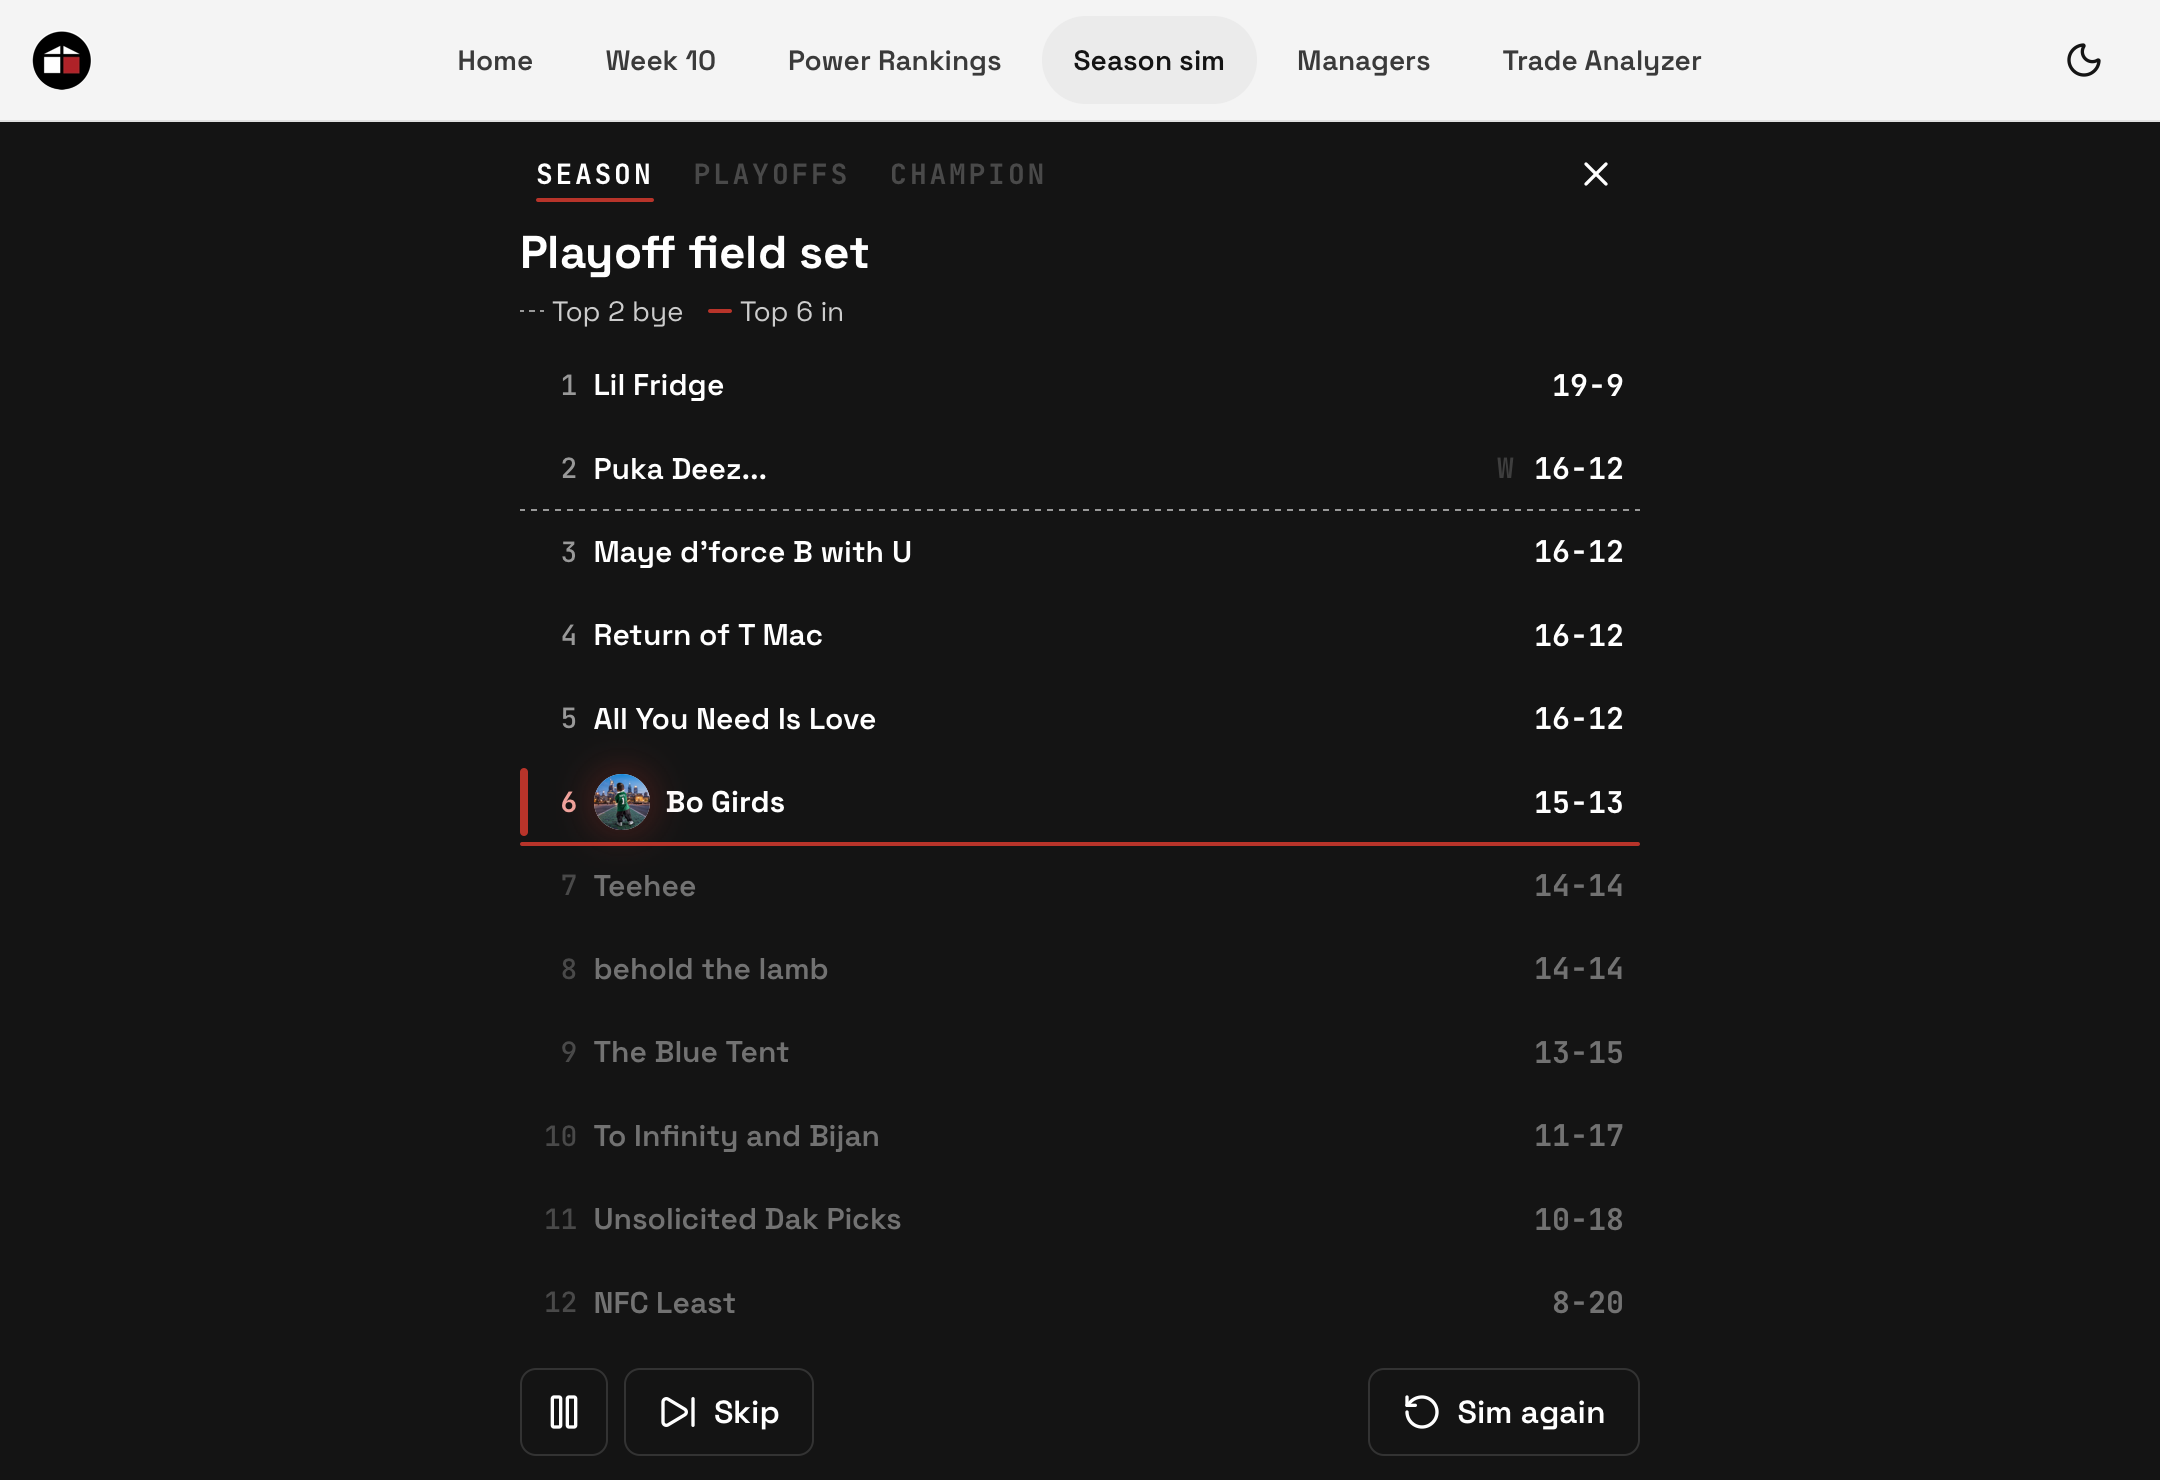 Home Week 10 Power Rankings Season sim Managers Trade Analyzer
SEASON PLAYOFFS CHAMPION
Playoff field set
Top 2 bye Top 6 in
1 Lil Fridge 19-9
2 Puka Deez... W 16-12
3 Maye d'force B with U 16-12
4 Return of T Mac 16-12
5 All You Need Is Love 16-12
6 Bo Girds 15-13
7 Teehee 14-14
8 behold the lamb 14-14
9 The Blue Tent 13-15
10 To Infinity and Bijan 11-17
11 Unsolicited Dak Picks 10-18
12 NFC Least 8-20
Skip Sim again